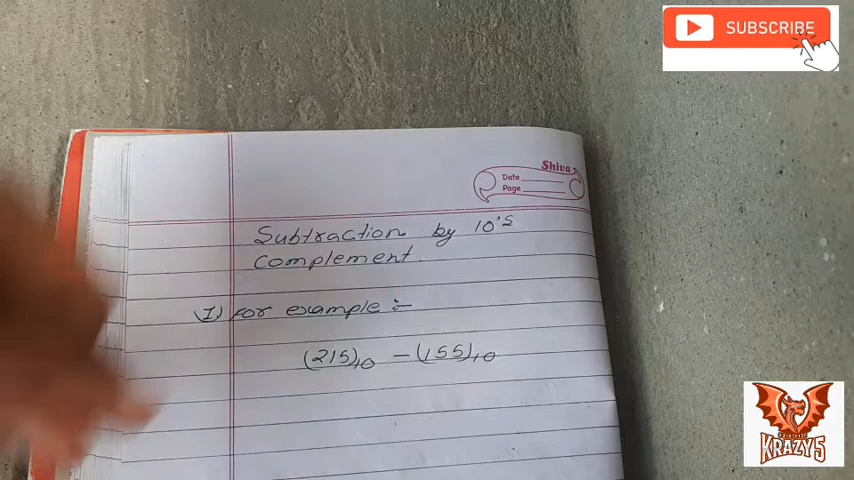 SUBSCRIBE
Shiva
Date
Page
Subtraction by 10's
complement.
I) for example :-
(215)10 - (155)10
KRAZY5